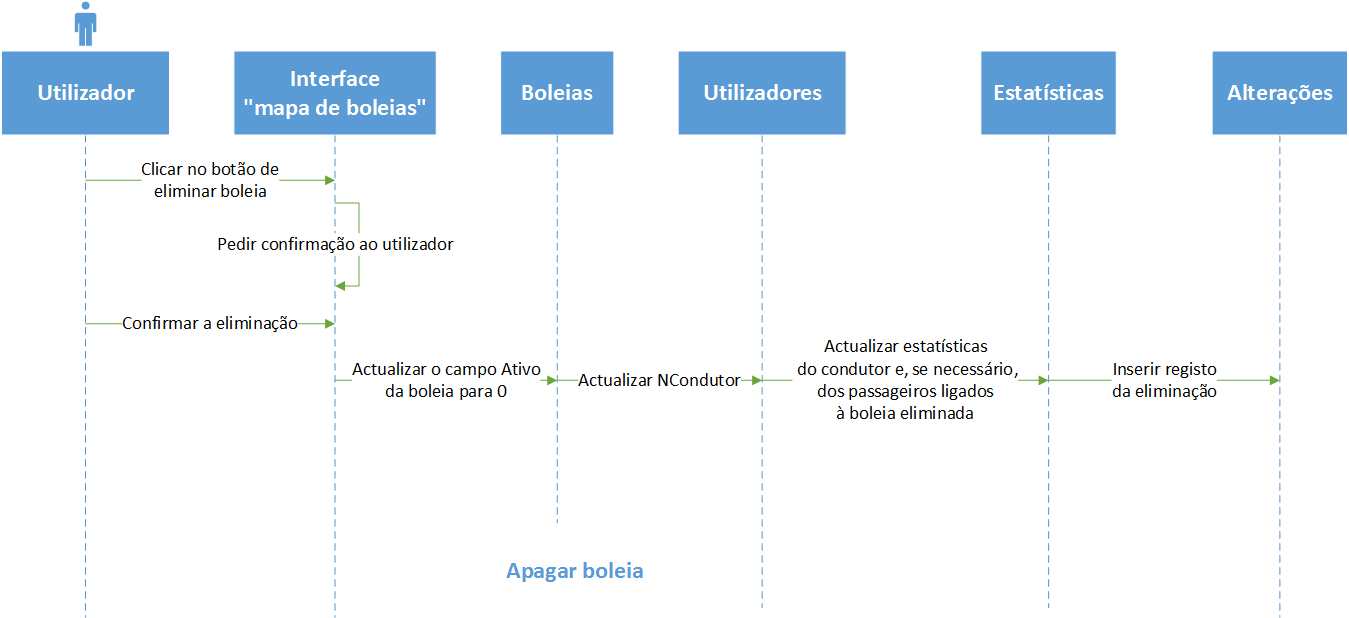 Utilizador
Interface
"mapa de boleias"
Boleias
Utilizadores
Estatísticas
Alterações
Clicar no botão de
eliminar boleia
Pedir confirmação ao utilizador
Confirmar a eliminação
Actualizar o campo Ativo
da boleia para 0
Actualizar NCondutor
Actualizar estatísticas
do condutor e, se necessário,
dos passageiros ligados
à boleia eliminada
Inserir registo
da eliminação
Apagar boleia